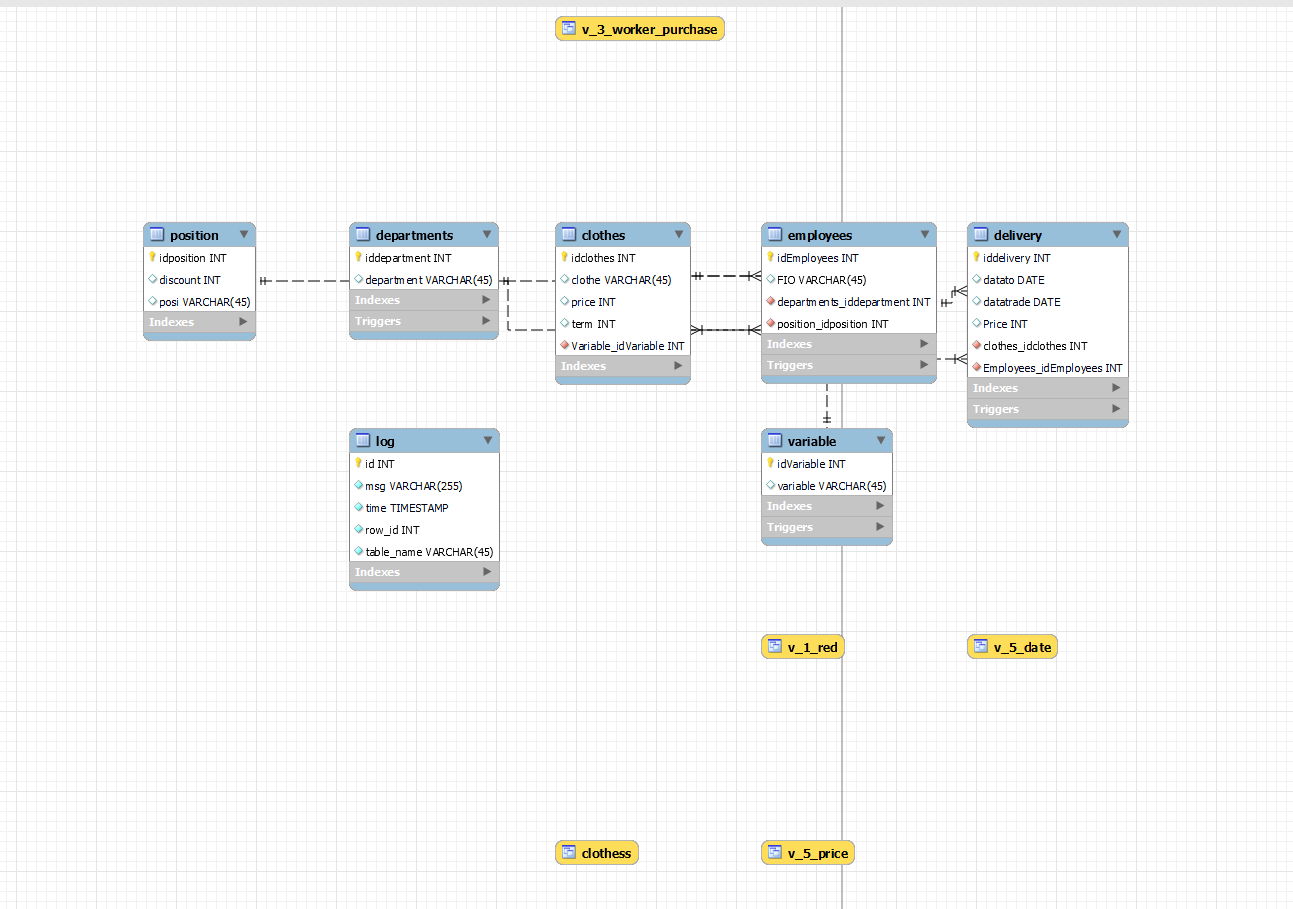 v_3_worker_purchase
position
idposition INT
discount INT
posi VARCHAR(45)
Indexes
departments
iddepartment INT
department VARCHAR(45)
Indexes
Triggers
clothes
idclothes INT
clothe VARCHAR(45)
price INT
term INT
Variable_idVariable INT
Indexes
employees
idEmployees INT
FIO VARCHAR(45)
departments_iddepartment INT
position_idposition INT
Indexes
Triggers
delivery
iddelivery INT
datato DATE
datatrade DATE
Price INT
clothes_idclothes INT
Employees_idEmployees INT
Indexes
Triggers
log
id INT
msg VARCHAR(255)
time TIMESTAMP
row_id INT
table_name VARCHAR(45)
Indexes
variable
idVariable INT
variable VARCHAR(45)
Indexes
Triggers
v_1_red
v_5_date
clothess
v_5_price